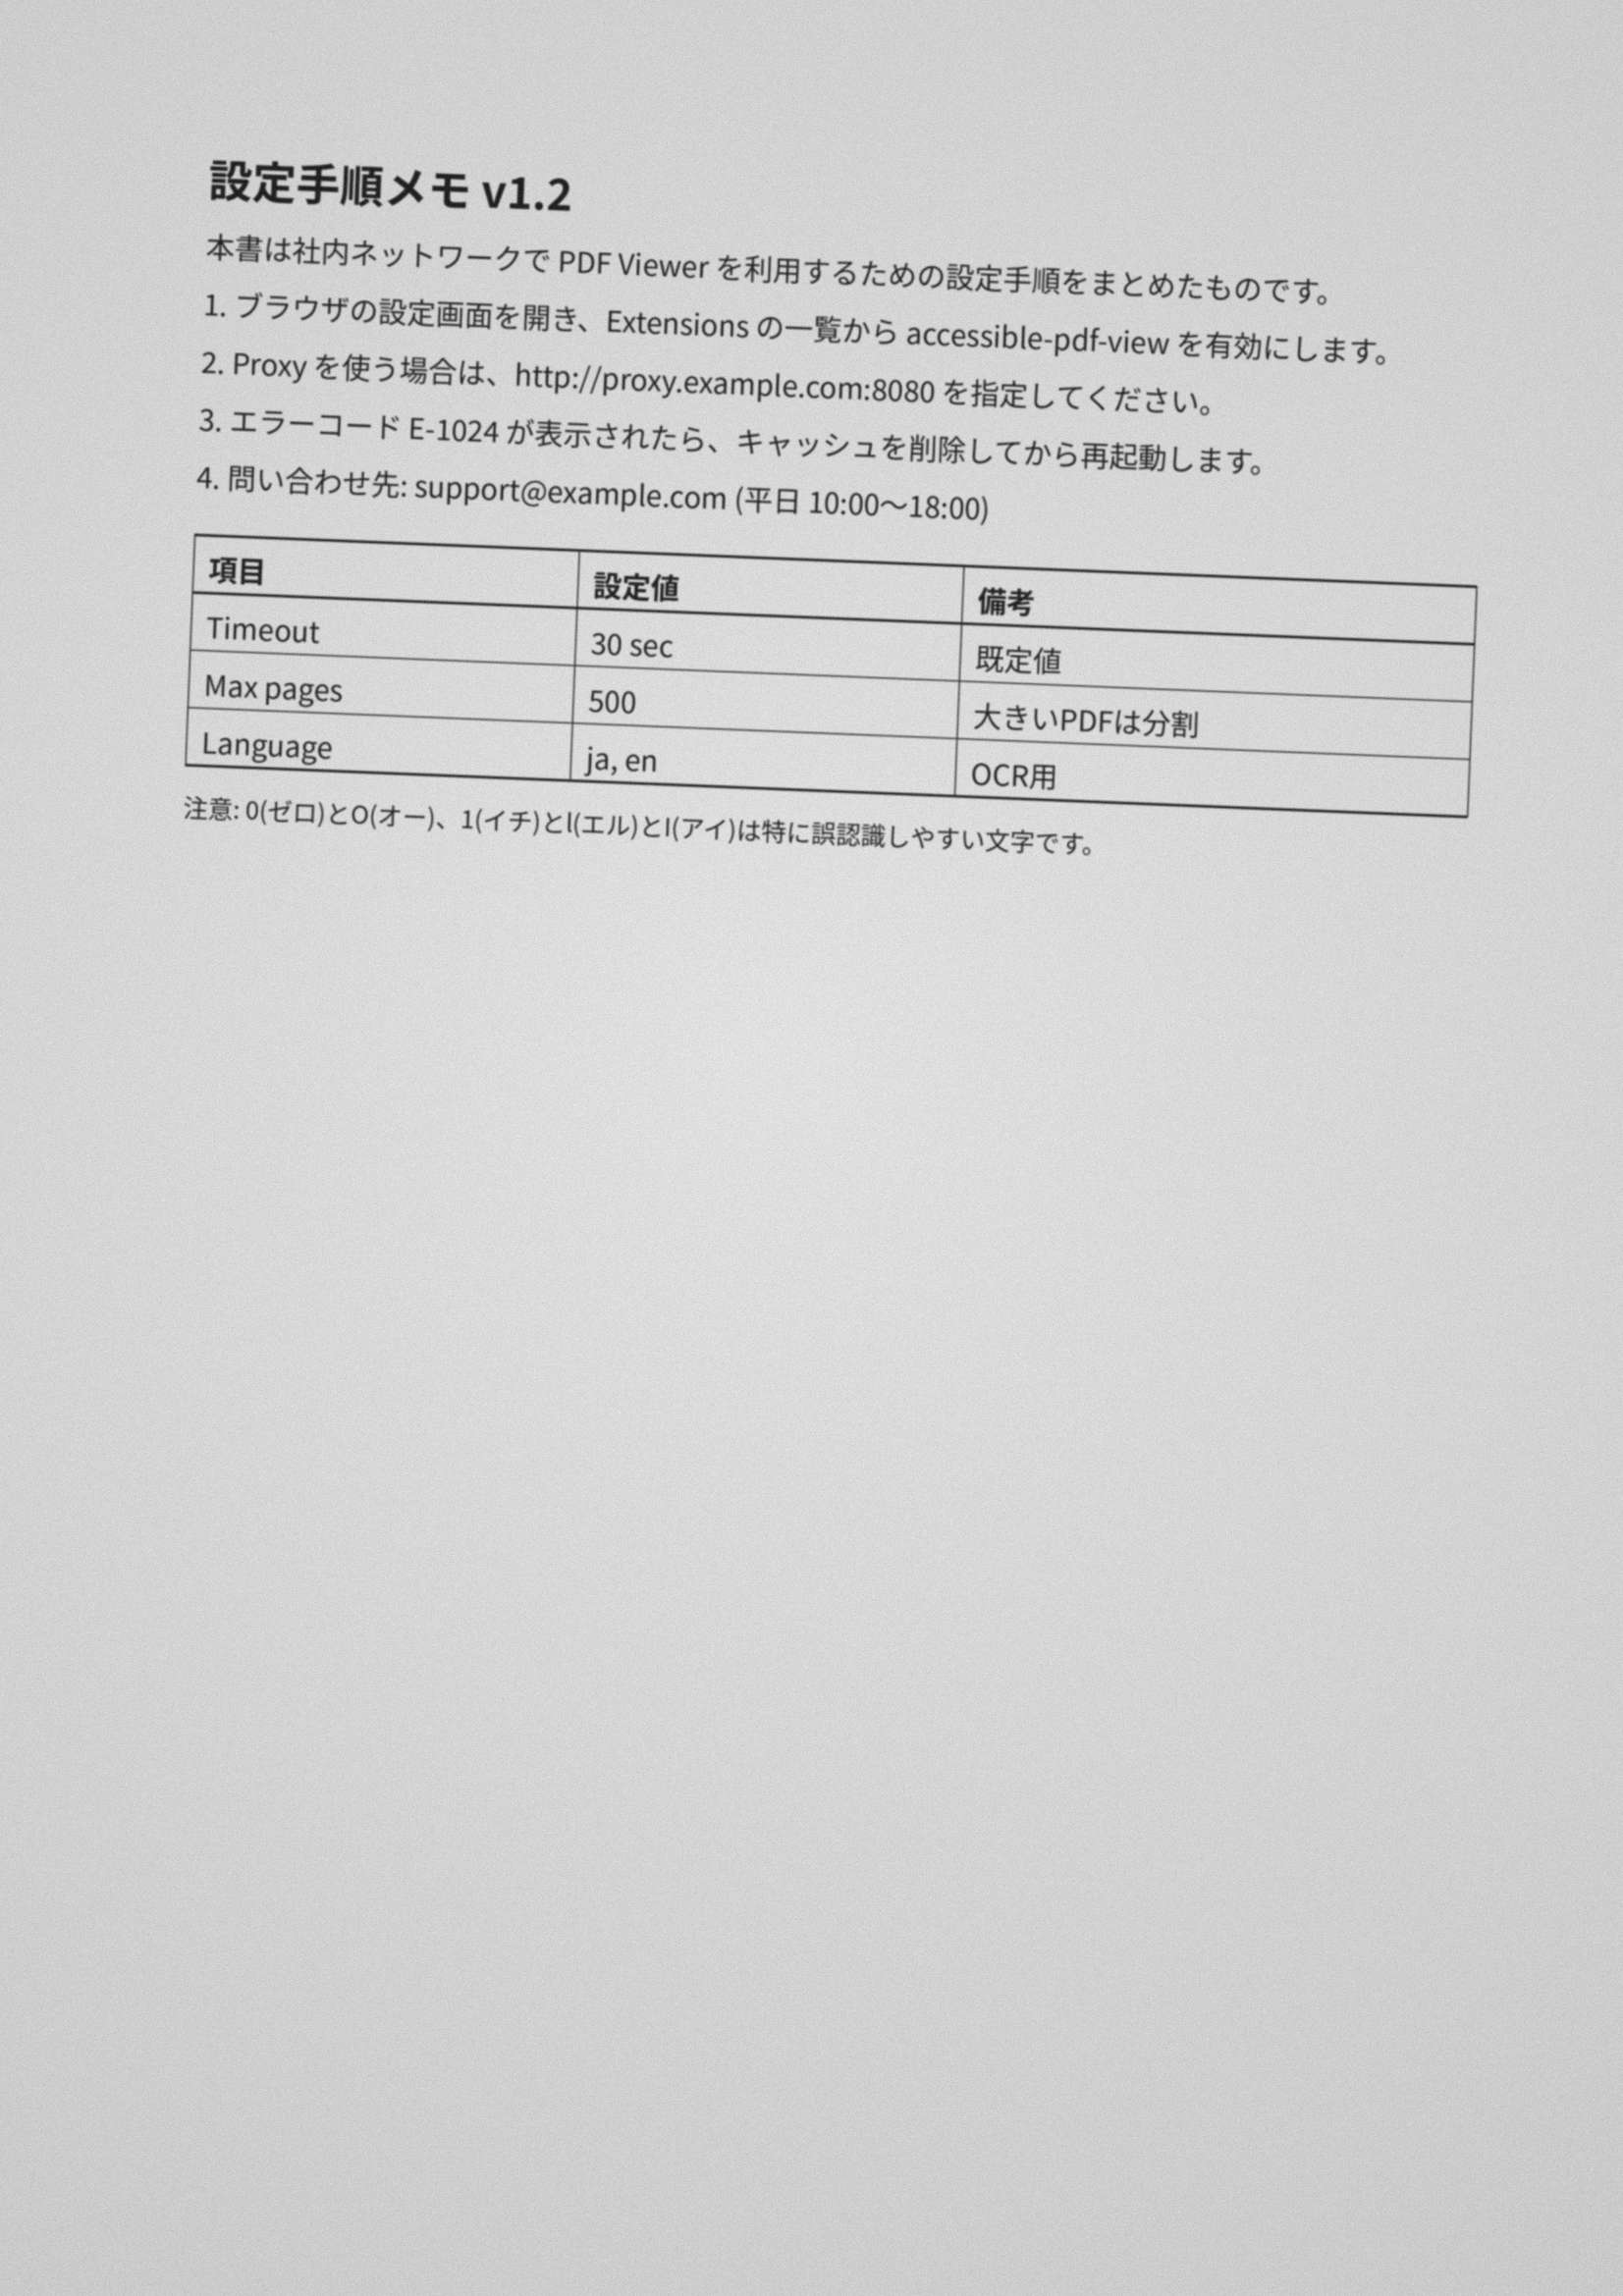 設定手順メモ v1.2
本書は社内ネットワークで PDF Viewer を利用するための設定手順をまとめたものです。
1. ブラウザの設定画面を開き、Extensions の一覧から accessible-pdf-view を有効にします。
2. Proxy を使う場合は、http://proxy.example.com:8080 を指定してください。
3. エラーコード E-1024 が表示されたら、キャッシュを削除してから再起動します。
4. 問い合わせ先: support@example.com (平日 10:00～18:00)
項目 設定値 備考
Timeout 30 sec 既定値
Max pages 500 大きいPDFは分割
Language ja, en OCR用
注意: 0(ゼロ)とO(オー)、1(イチ)とl(エル)とI(アイ)は特に誤認識しやすい文字です。